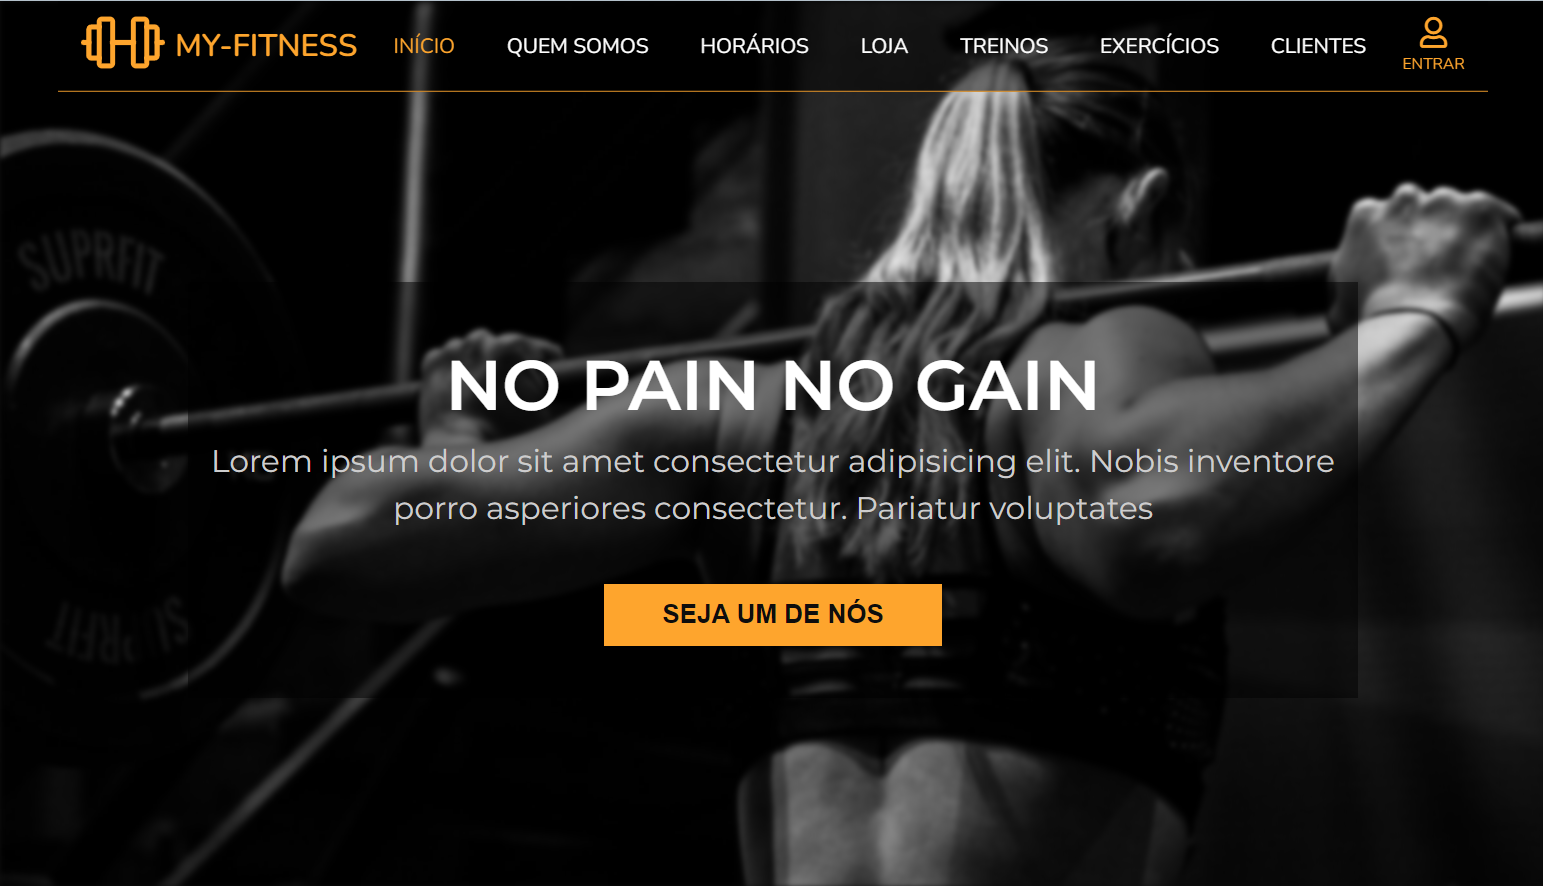 MY-FITNESS
INÍCIO
QUEM SOMOS
HORÁRIOS
LOJA
TREINOS
EXERCÍCIOS
CLIENTES
ENTRAR
SUPRFIT
NO PAIN NO GAIN
Lorem ipsum dolor sit amet consectetur adipisicing elit. Nobis inventore
porro asperiores consectetur. Pariatur voluptates
SEJA UM DE NÓS
SUPRFIT